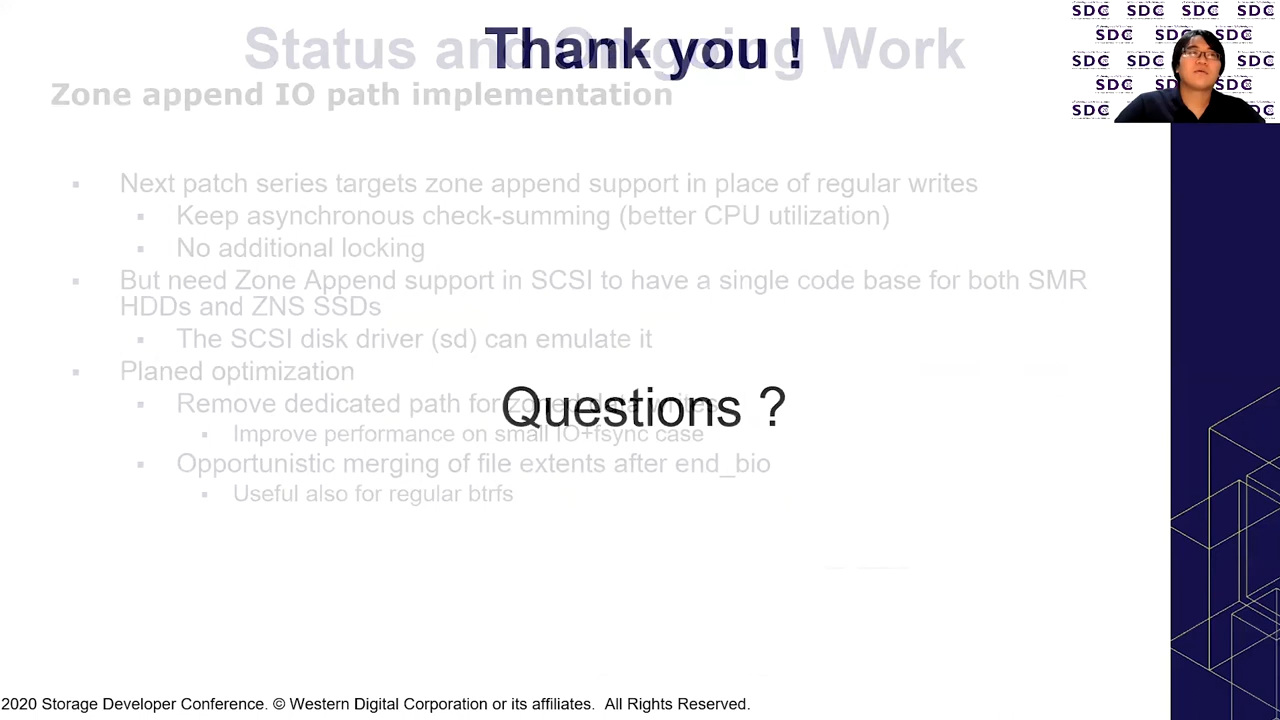 Status and On-going Work
Thank you !
Zone append IO path implementation
Next patch series targets zone append support in place of regular writes
Keep asynchronous check-summing (better CPU utilization)
No additional locking
But need Zone Append support in SCSI to have a single code base for both SMR
HDDs and ZNS SSDs
The SCSI disk driver (sd) can emulate it
Planed optimization
Remove dedicated path for zoned data writes
Questions ?
Improve performance on small IO+fsync case
Opportunistic merging of file extents after end_bio
Useful also for regular btrfs
2020 Storage Developer Conference. © Western Digital Corporation or its affiliates. All Rights Reserved.
SDC SDC SDC SDC
SDC SDC SDC
SDC SDC
SDC SDC
SDC